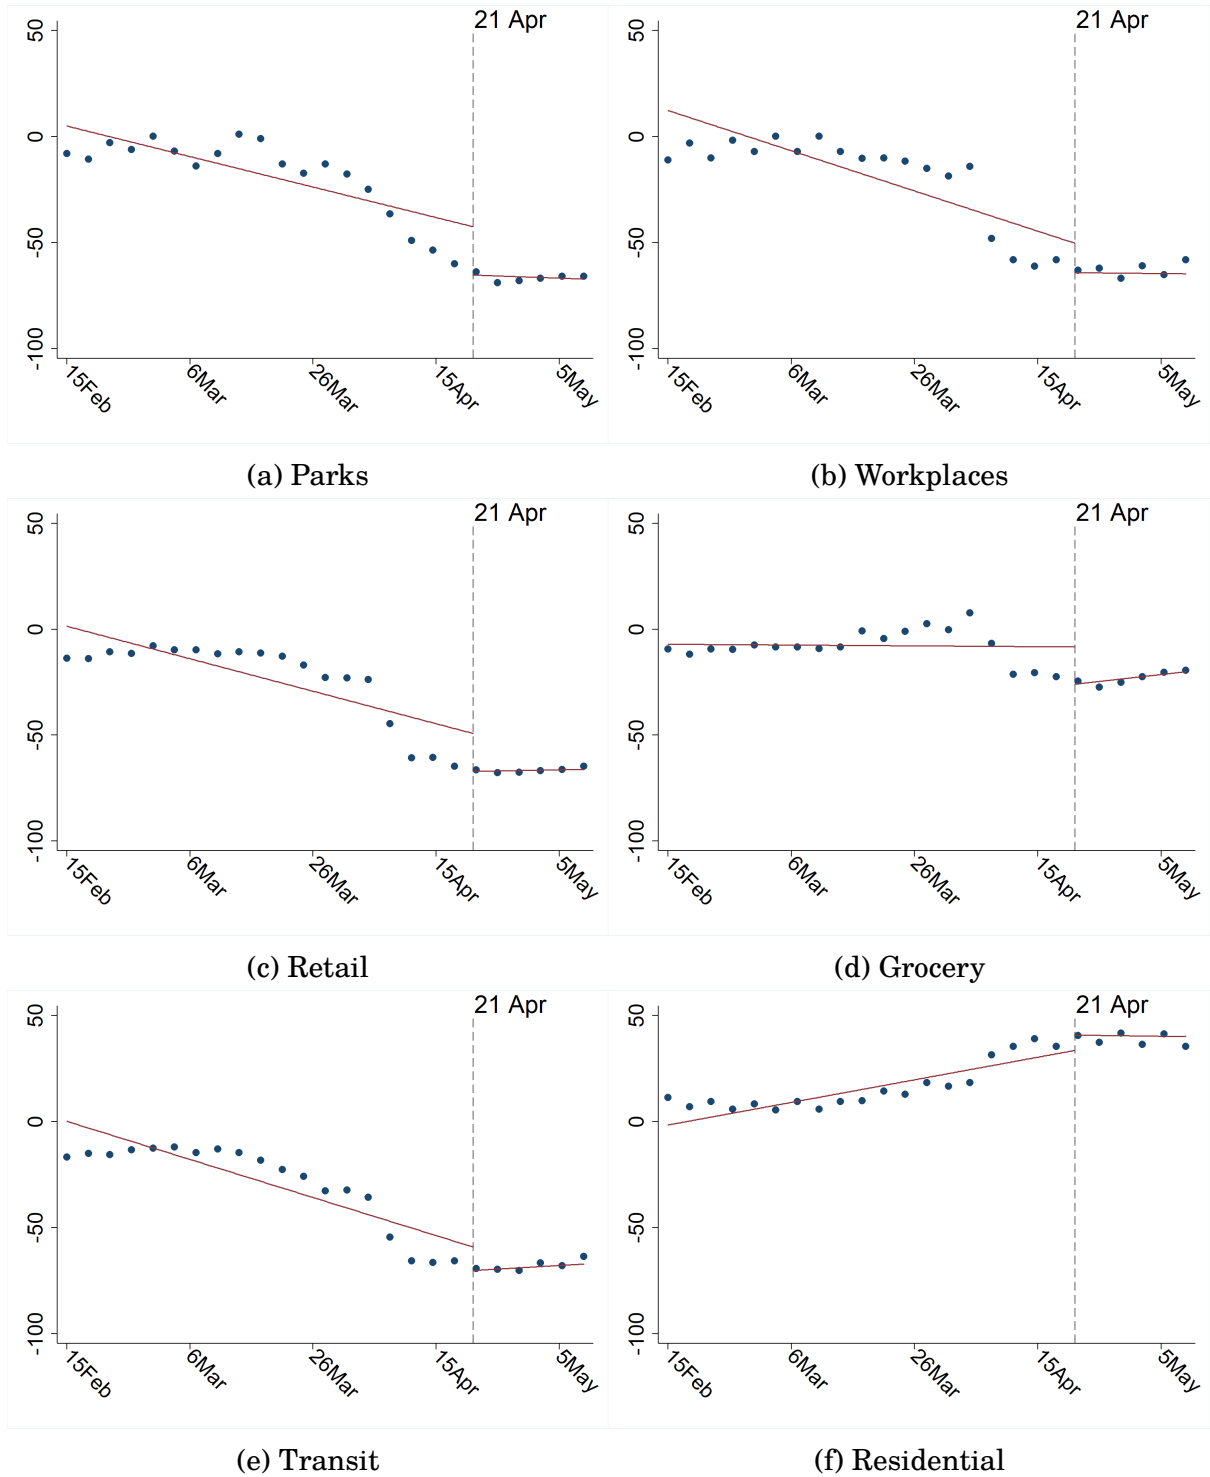 21 Apr
50
0
-50
-100
15Feb
6Mar
26Mar
15Apr
5May
(a) Parks
21 Apr
50
0
-50
-100
15Feb
6Mar
26Mar
15Apr
5May
(b) Workplaces
21 Apr
50
0
-50
-100
15Feb
6Mar
26Mar
15Apr
5May
(c) Retail
21 Apr
50
0
-50
-100
15Feb
6Mar
26Mar
15Apr
5May
(d) Grocery
21 Apr
50
0
-50
-100
15Feb
6Mar
26Mar
15Apr
5May
(e) Transit
21 Apr
50
0
-50
-100
15Feb
6Mar
26Mar
15Apr
5May
(f) Residential